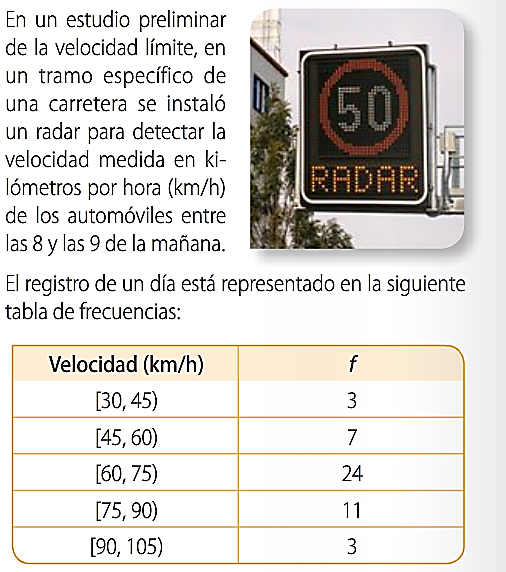 En un estudio preliminar
de la velocidad límite, en
un tramo específico de
una carretera se instaló
un radar para detectar la
velocidad medida en ki-
lómetros por hora (km/h)
de los automóviles entre
las 8 y las 9 de la mañana.
50
RADAR
El registro de un día está representado en la siguiente
tabla de frecuencias:
Velocidad (km/h) f
[30, 45) 3
[45, 60) 7
[60, 75) 24
[75, 90) 11
[90, 105) 3